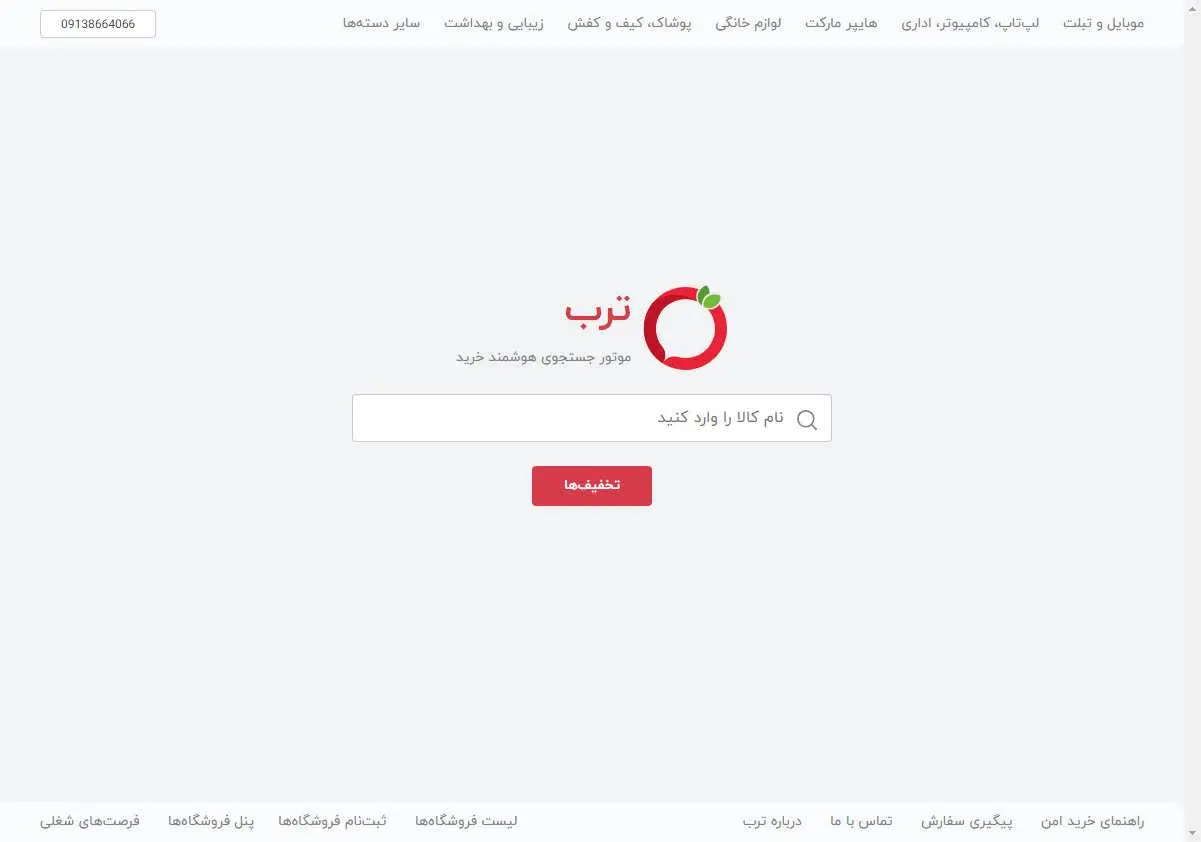 موبایل و تبلت لپ‌تاپ، کامپیوتر، اداری هایپر مارکت لوازم خانگی پوشاک، کیف و کفش زیبایی و بهداشت سایر دسته‌ها 09138664066
ترب
موتور جستجوی هوشمند خرید
نام کالا را وارد کنید
تخفیف‌ها
راهنمای خرید امن پیگیری سفارش تماس با ما درباره ترب لیست فروشگاه‌ها ثبت‌نام فروشگاه‌ها پنل فروشگاه‌ها فرصت‌های شغلی